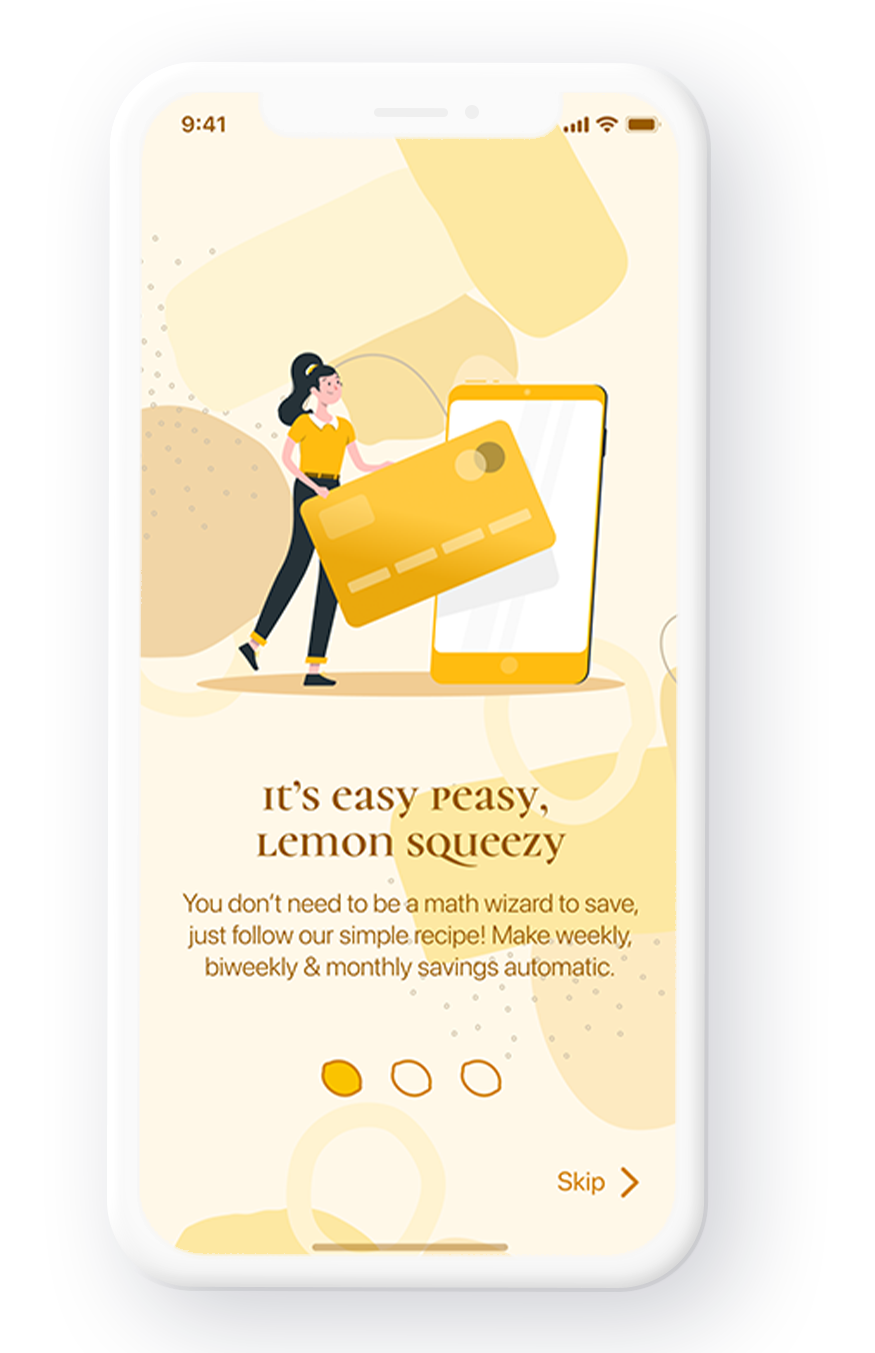 9:41
It's easy peasy,
Lemon squeezy
You don't need to be a math wizard to save,
just follow our simple recipe! Make weekly,
biweekly & monthly savings automatic.
Skip